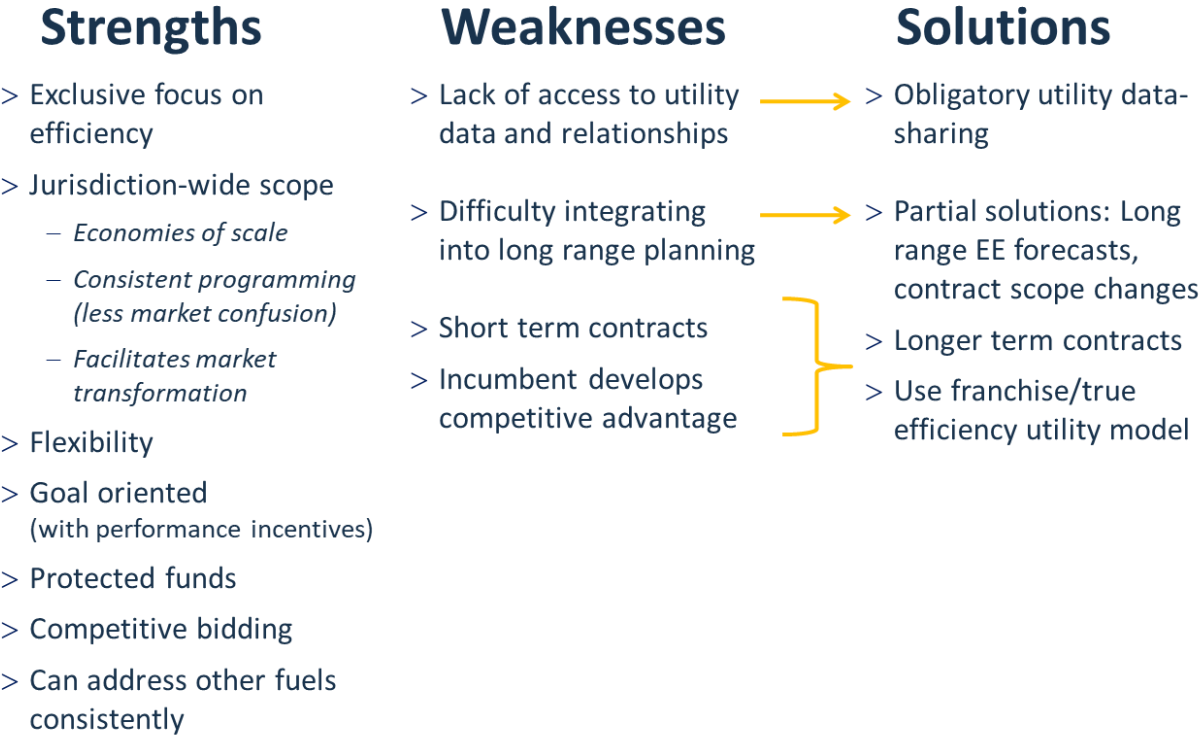 Strengths
> Exclusive focus on
efficiency
> Jurisdiction-wide scope
– Economies of scale
– Consistent programming
(less market confusion)
– Facilitates market
transformation
> Flexibility
> Goal oriented
(with performance incentives)
> Protected funds
> Competitive bidding
> Can address other fuels
consistently
Weaknesses
> Lack of access to utility
data and relationships
> Difficulty integrating
into long range planning
> Short term contracts
> Incumbent develops
competitive advantage
Solutions
> Obligatory utility data-
sharing
> Partial solutions: Long
range EE forecasts,
contract scope changes
> Longer term contracts
> Use franchise/true
efficiency utility model